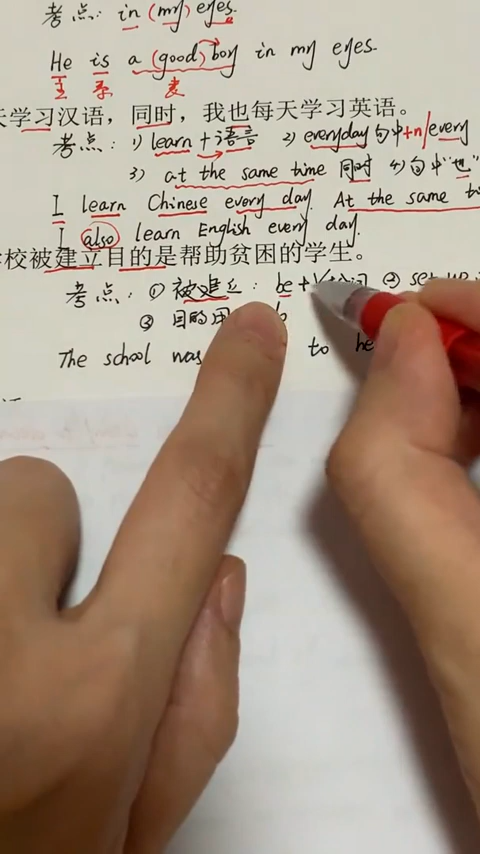 考点：in (my) eyes.
He is a (good) boy in my eyes.
主 系 表
天学习汉语，同时，我也每天学习英语。
考点：1) learn + 语言 2) everyday 句中+n/every
3) at the same time 同时 4) 句中"也"
I learn Chinese every day. At the same
I also learn English every day.
学校被建立目的是帮助贫困的学生。
考点：① 被建立：be + ② set up
③ 目的用
The school was to he